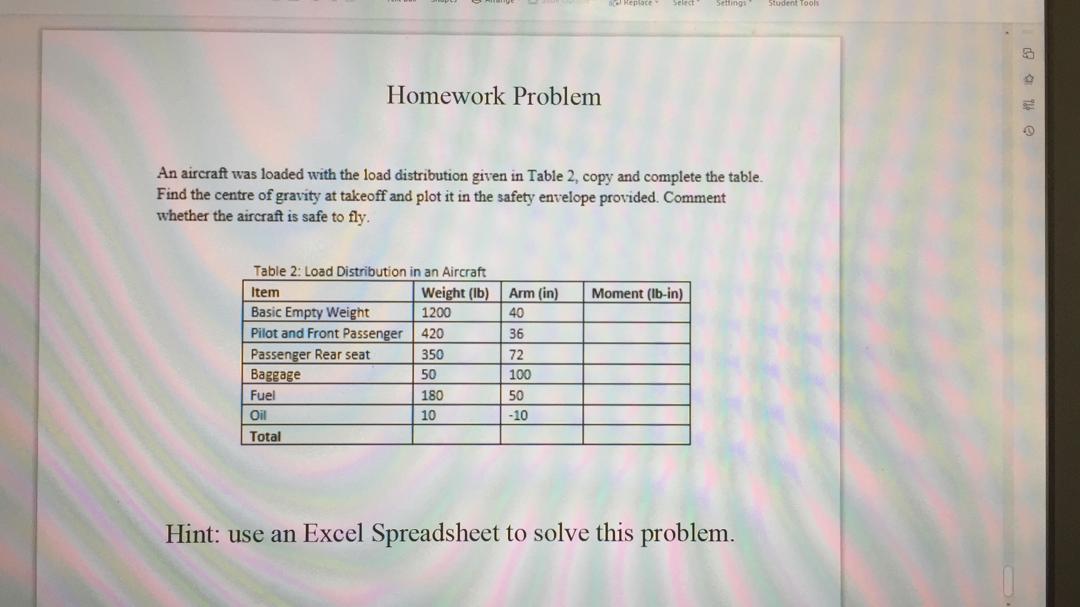 Replace Select Settings Student Tools
Homework Problem
An aircraft was loaded with the load distribution given in Table 2, copy and complete the table.
Find the centre of gravity at takeoff and plot it in the safety envelope provided. Comment
whether the aircraft is safe to fly.
Table 2: Load Distribution in an Aircraft
Item Weight (lb) Arm (in) Moment (lb-in)
Basic Empty Weight 1200 40
Pilot and Front Passenger 420 36
Passenger Rear seat 350 72
Baggage 50 100
Fuel 180 50
Oil 10 -10
Total
Hint: use an Excel Spreadsheet to solve this problem.